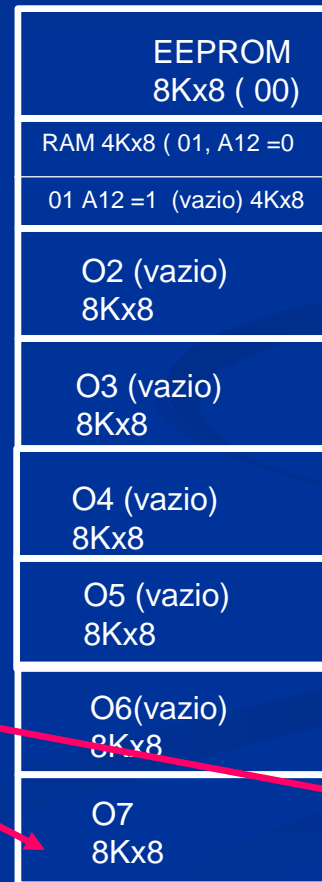 EEPROM
8Kx8 ( 00)
RAM 4Kx8 ( 01, A12 =0
01 A12 =1 (vazio) 4Kx8
O2 (vazio)
8Kx8
O3 (vazio)
8Kx8
O4 (vazio)
8Kx8
O5 (vazio)
8Kx8
O6(vazio)
8Kx8
O7
8Kx8